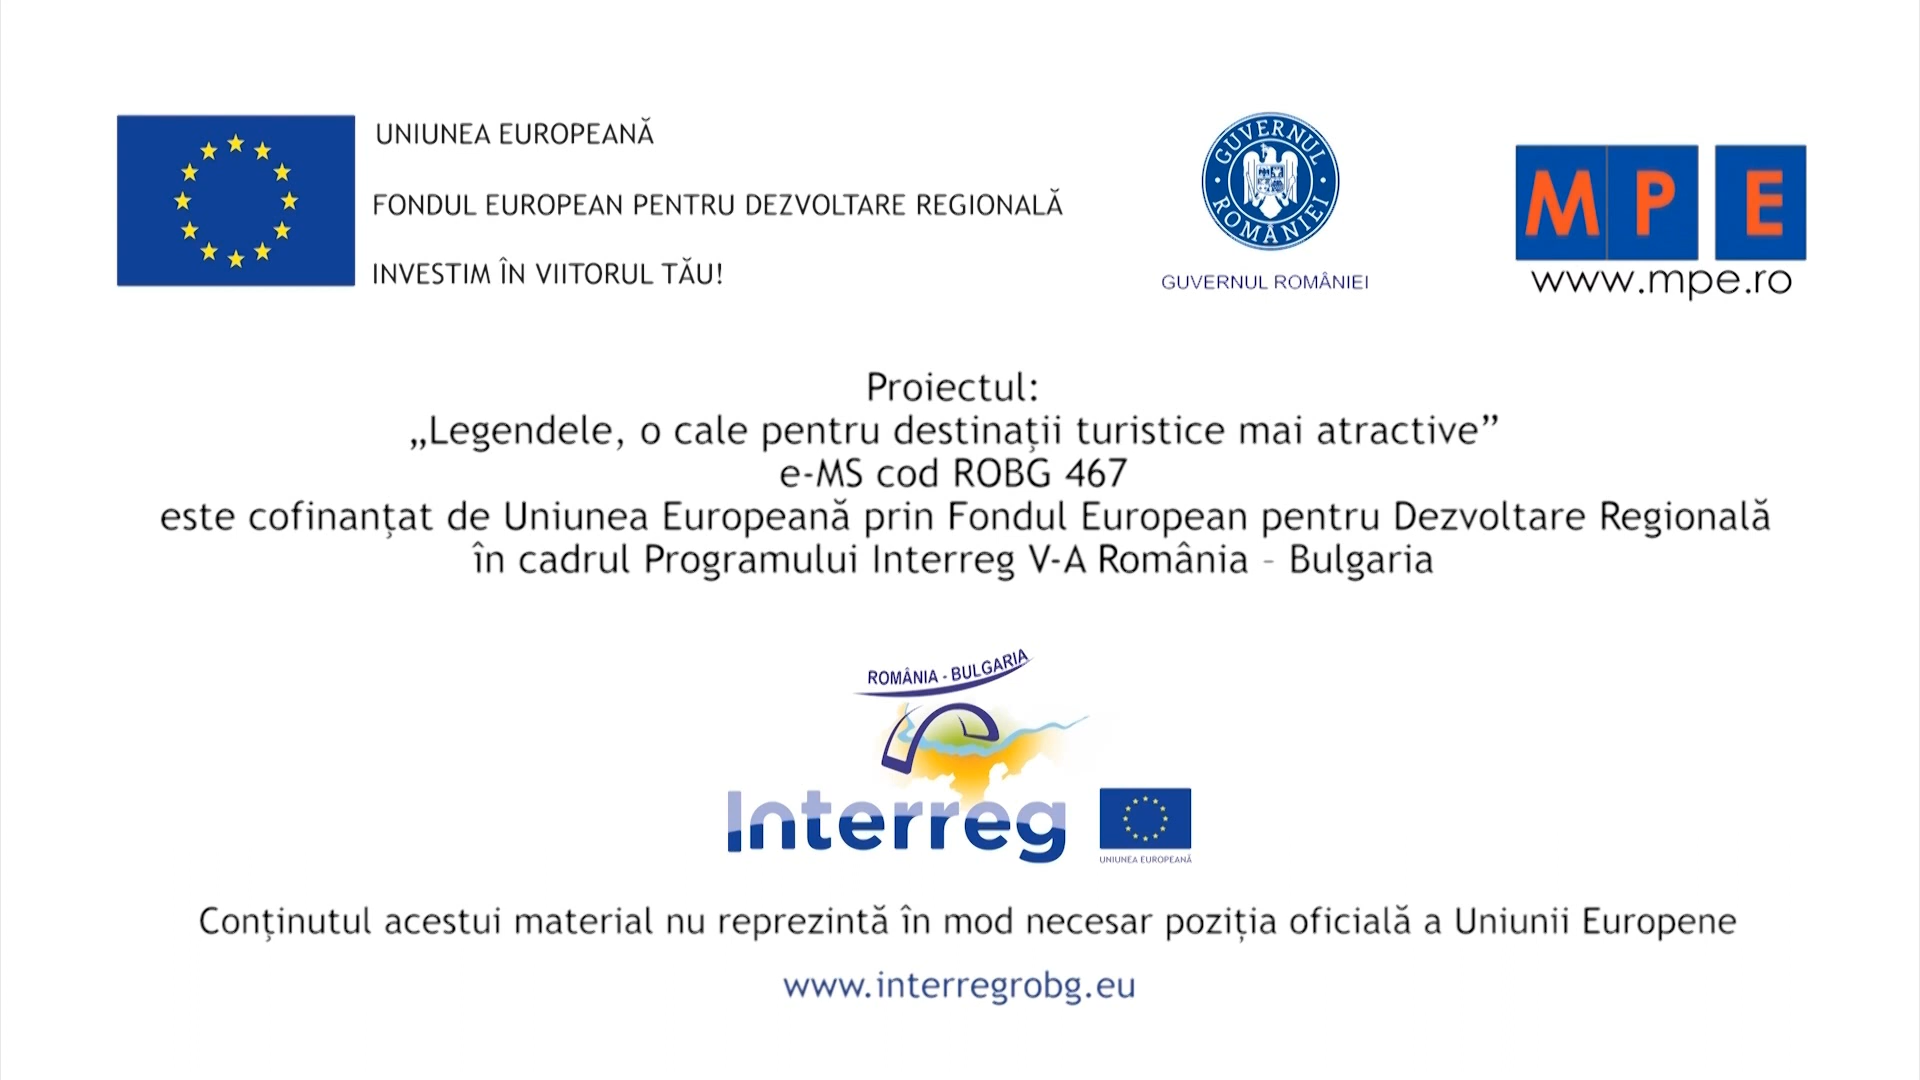 UNIUNEA EUROPEANĂ
FONDUL EUROPEAN PENTRU DEZVOLTARE REGIONALĂ
INVESTIM ÎN VIITORUL TĂU!
GUVERNUL ROMÂNIEI
GUVERNUL ROMÂNIEI
MPE
www.mpe.ro
Proiectul:
„Legendele, o cale pentru destinații turistice mai atractive”
e-MS cod ROBG 467
este cofinanțat de Uniunea Europeană prin Fondul European pentru Dezvoltare Regională
în cadrul Programului Interreg V-A România – Bulgaria
ROMÂNIA - BULGARIA
Interreg
UNIUNEA EUROPEANĂ
Conținutul acestui material nu reprezintă în mod necesar poziția oficială a Uniunii Europene
www.interregrobg.eu